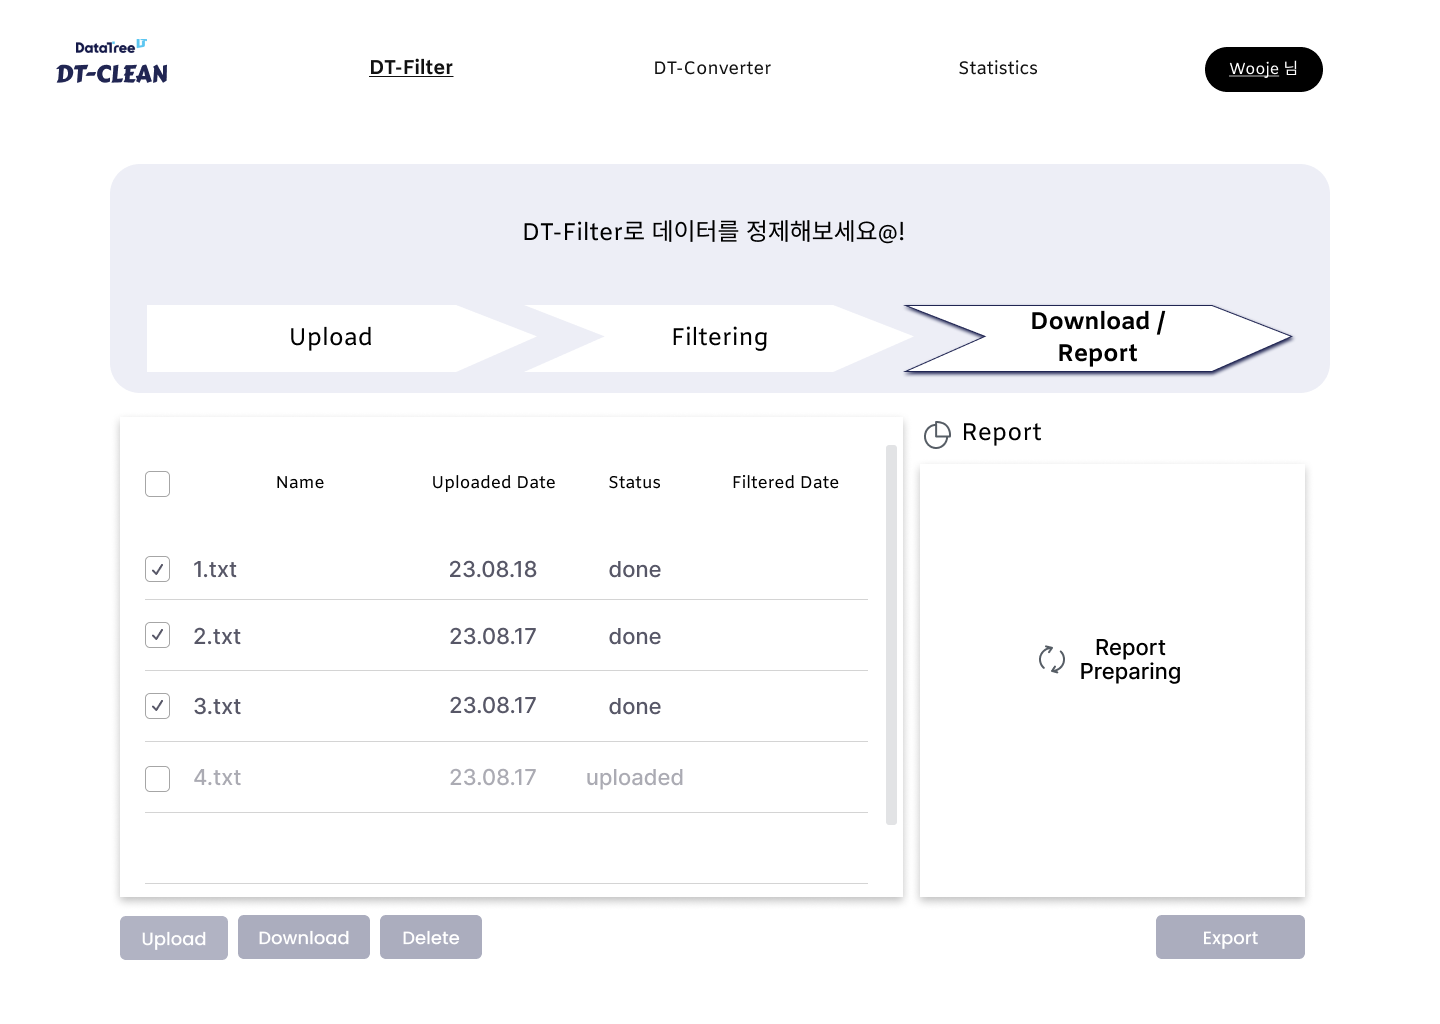 DataTree IT
DT-CLEAN
DT-Filter
DT-Converter
Statistics
Wooje 님
DT-Filter로 데이터를 정제해보세요@!
Upload
Filtering
Download /
Report
Report
Name
Uploaded Date
Status
Filtered Date
1.txt 23.08.18 done
2.txt 23.08.17 done
3.txt 23.08.17 done
4.txt 23.08.17 uploaded
Report
Preparing
Upload
Download
Delete
Export